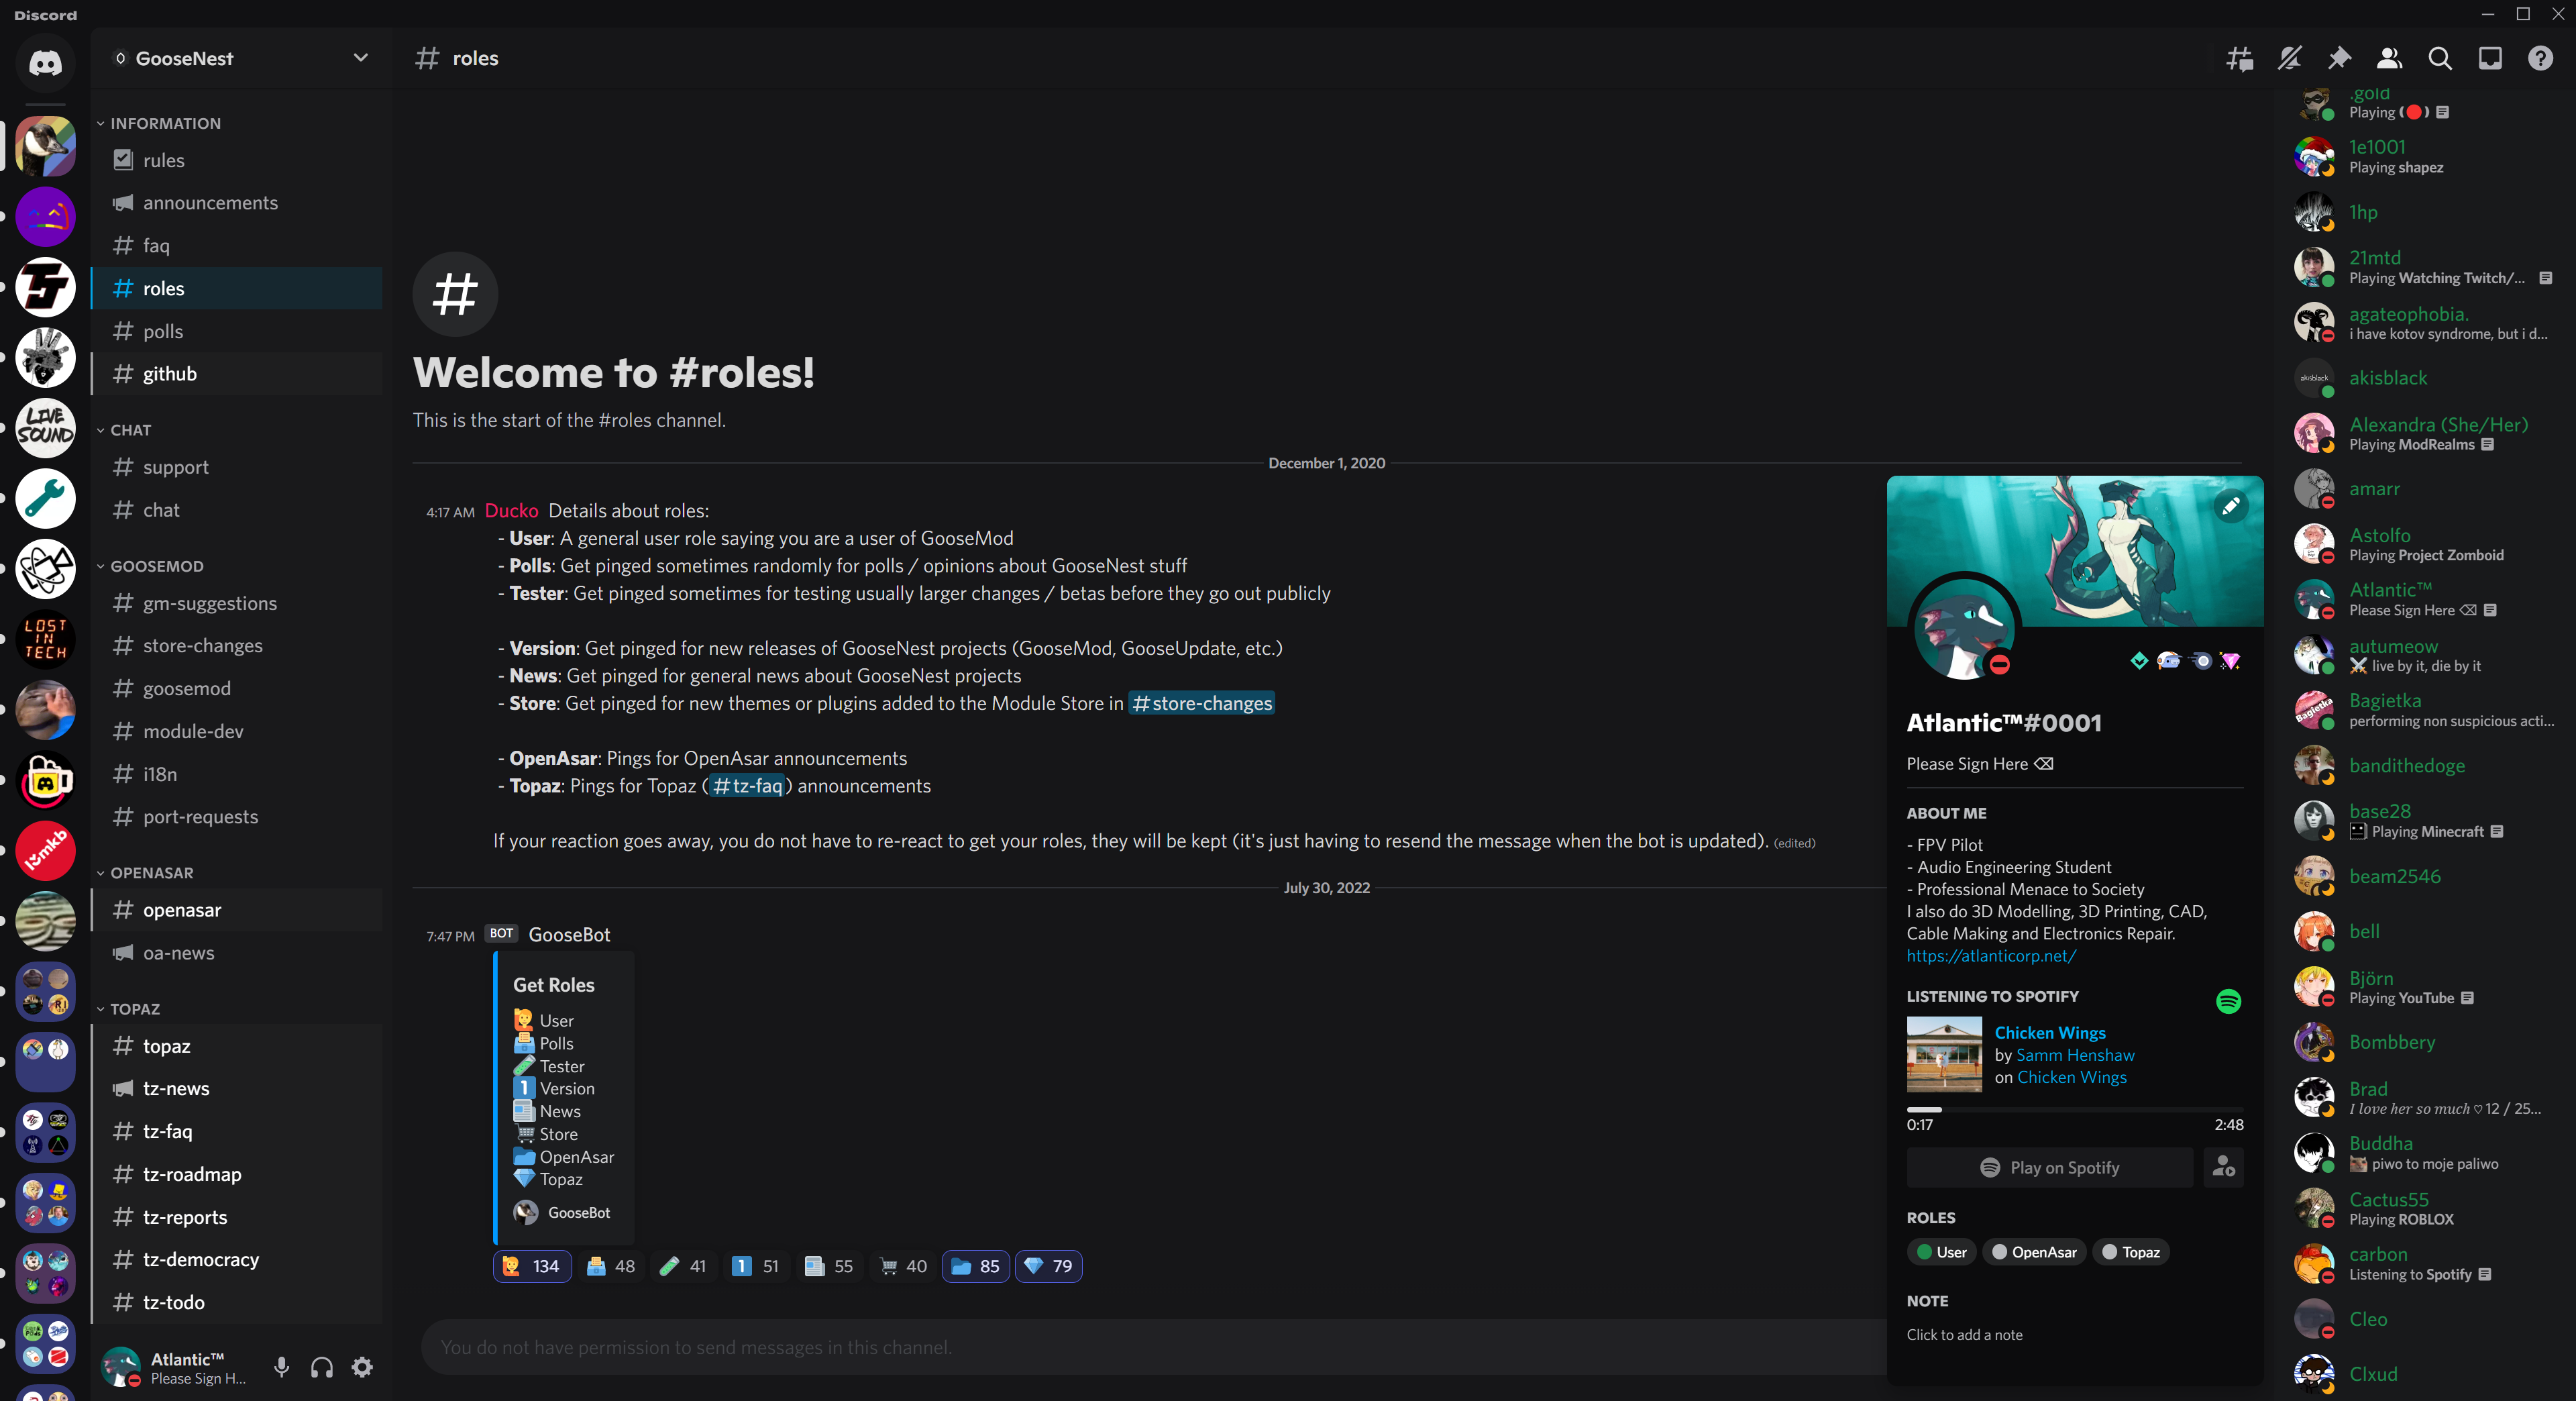 Discord
GooseNest
INFORMATION
rules
announcements
faq
roles
polls
github
CHAT
support
chat
GOOSEMOD
gm-suggestions
store-changes
goosemod
module-dev
i18n
port-requests
OPENASAR
openasar
oa-news
TOPAZ
topaz
tz-news
tz-faq
tz-roadmap
tz-reports
tz-democracy
tz-todo
Atlantic™
Please Sign H...
LIVE
SOUND
LOST
IN
TECH
lumkb
roles
Welcome to #roles!
This is the start of the #roles channel.
December 1, 2020
4:17 AM Ducko Details about roles:
- User: A general user role saying you are a user of GooseMod
- Polls: Get pinged sometimes randomly for polls / opinions about GooseNest stuff
- Tester: Get pinged sometimes for testing usually larger changes / betas before they go out publicly
- Version: Get pinged for new releases of GooseNest projects (GooseMod, GooseUpdate, etc.)
- News: Get pinged for general news about GooseNest projects
- Store: Get pinged for new themes or plugins added to the Module Store in #store-changes
- OpenAsar: Pings for OpenAsar announcements
- Topaz: Pings for Topaz (#tz-faq) announcements
If your reaction goes away, you do not have to re-react to get your roles, they will be kept (it's just having to resend the message when the bot is updated). (edited)
July 30, 2022
7:47 PM BOT GooseBot
Get Roles
User
Polls
Tester
1 Version
News
Store
OpenAsar
Topaz
GooseBot
134 48 41 1 51 55 40 85 79
You do not have permission to send messages in this channel.
Atlantic™#0001
Please Sign Here ⌫
ABOUT ME
- FPV Pilot
- Audio Engineering Student
- Professional Menace to Society
I also do 3D Modelling, 3D Printing, CAD,
Cable Making and Electronics Repair.
https://atlanticorp.net/
LISTENING TO SPOTIFY
Chicken Wings
by Samm Henshaw
on Chicken Wings
0:17 2:48
Play on Spotify
ROLES
User OpenAsar Topaz
NOTE
Click to add a note
.gold
Playing (🔴)
1e1001
Playing shapez
1hp
21mtd
Playing Watching Twitch/...
agateophobia.
i have kotov syndrome, but i d...
akisblack
akisblack
Alexandra (She/Her)
Playing ModRealms
amarr
Astolfo
Playing Project Zomboid
Atlantic™
Please Sign Here ⌫
autumeow
⚔️ live by it, die by it
Bagietka
Bagietka
performing non suspicious acti...
bandithedoge
base28
Playing Minecraft
beam2546
bell
Björn
Playing YouTube
Bombbery
Brad
I love her so much ♡ 12 / 25...
Buddha
piwo to moje paliwo
Cactus55
Playing ROBLOX
carbon
Listening to Spotify
Cleo
Clxud